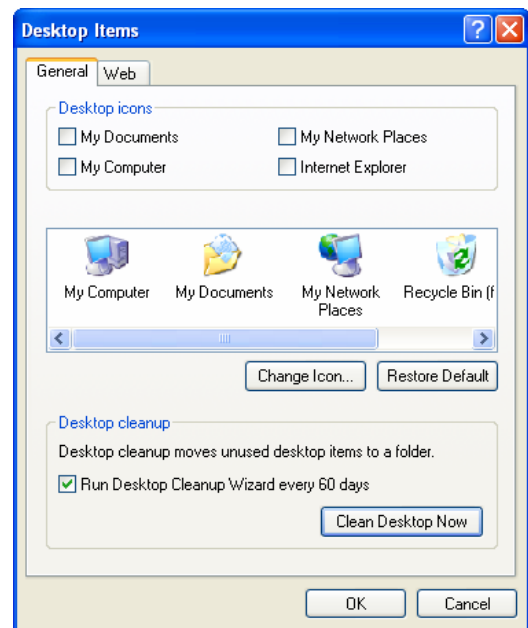 Desktop Items
General Web
Desktop icons
My Documents My Network Places
My Computer Internet Explorer
My Computer My Documents My Network Places Recycle Bin (f
Change Icon... Restore Default
Desktop cleanup
Desktop cleanup moves unused desktop items to a folder.
Run Desktop Cleanup Wizard every 60 days
Clean Desktop Now
OK Cancel